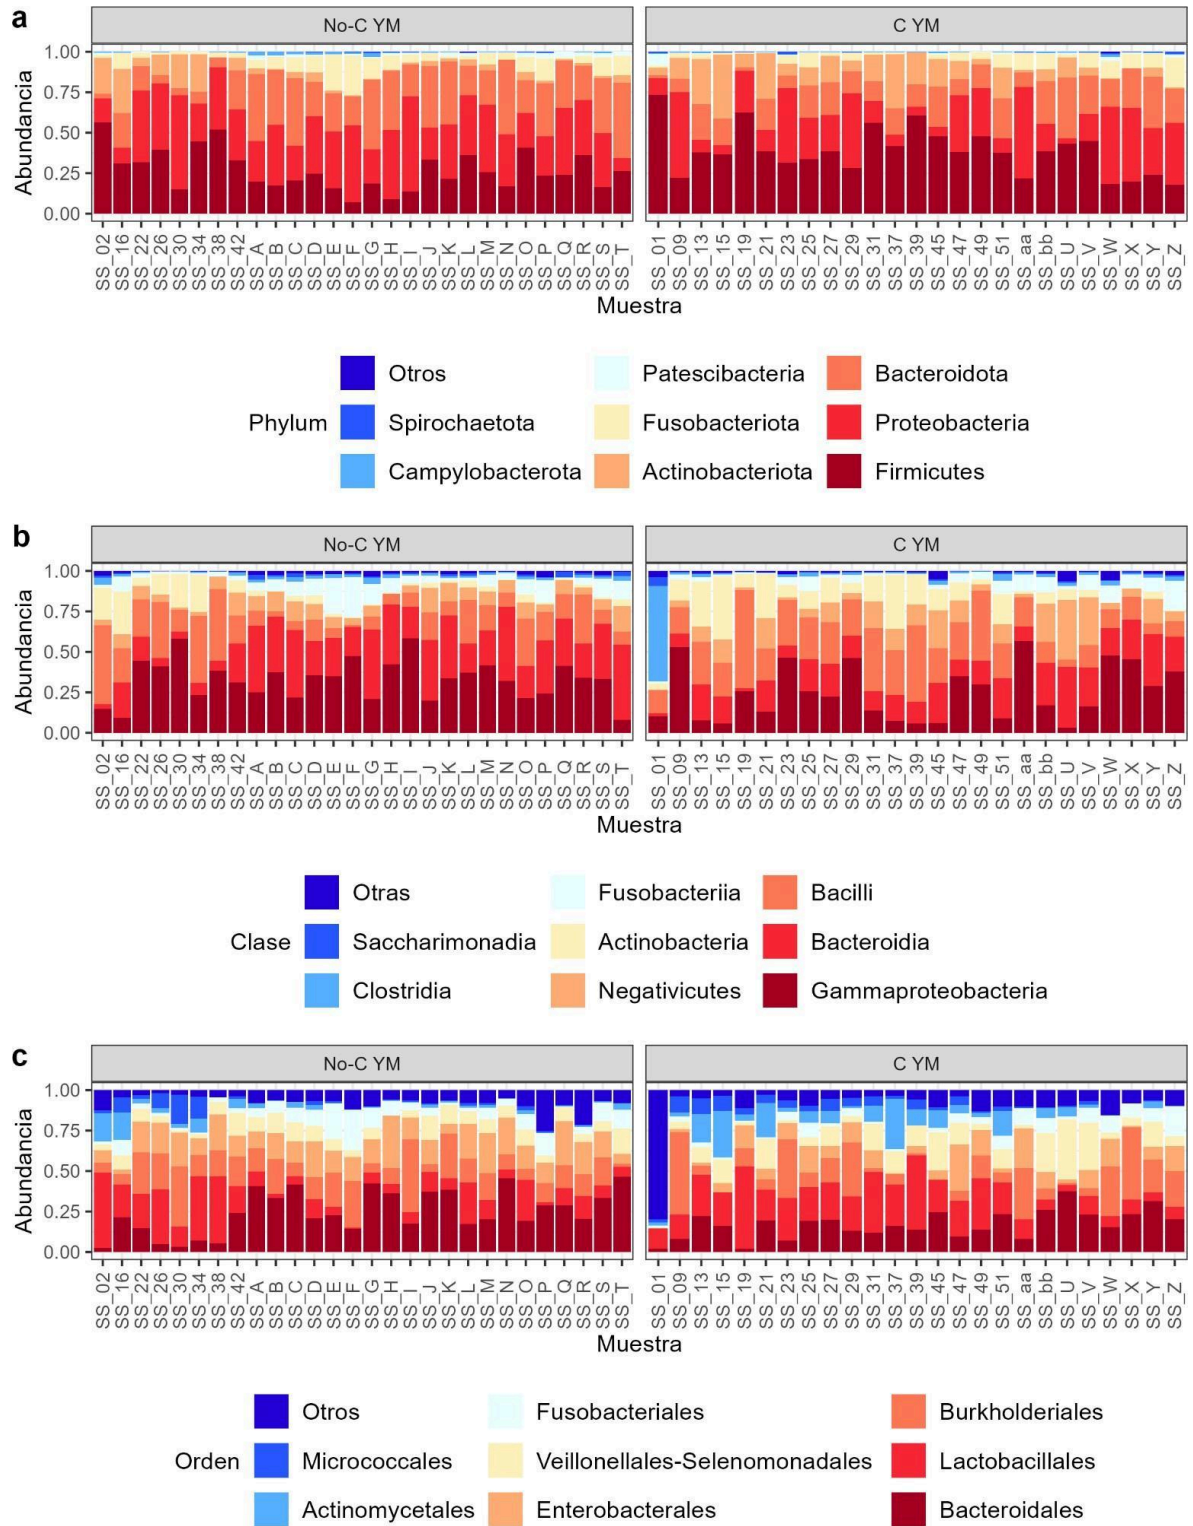 a
No-C YM
C YM
1.00
0.75
0.50
0.25
0.00
Abundancia
SS_02 SS_16 SS_22 SS_26 SS_30 SS_34 SS_38 SS_42 SS_A SS_B SS_C SS_D SS_E SS_F SS_G SS_H SS_I SS_J SS_K SS_L SS_M SS_N SS_O SS_P SS_Q SS_R SS_S SS_T
SS_01 SS_09 SS_13 SS_15 SS_19 SS_21 SS_23 SS_25 SS_27 SS_29 SS_31 SS_37 SS_39 SS_45 SS_47 SS_49 SS_51 SS_aa SS_bb SS_U SS_V SS_W SS_X SS_Y SS_Z
Muestra
Otros Patescibacteria Bacteroidota
Phylum Spirochaetota Fusobacteriota Proteobacteria
Campylobacterota Actinobacteriota Firmicutes
b
No-C YM
C YM
1.00
0.75
0.50
0.25
0.00
Abundancia
SS_02 SS_16 SS_22 SS_26 SS_30 SS_34 SS_38 SS_42 SS_A SS_B SS_C SS_D SS_E SS_F SS_G SS_H SS_I SS_J SS_K SS_L SS_M SS_N SS_O SS_P SS_Q SS_R SS_S SS_T
SS_01 SS_09 SS_13 SS_15 SS_19 SS_21 SS_23 SS_25 SS_27 SS_29 SS_31 SS_37 SS_39 SS_45 SS_47 SS_49 SS_51 SS_aa SS_bb SS_U SS_V SS_W SS_X SS_Y SS_Z
Muestra
Otras Fusobacteriia Bacilli
Clase Saccharimonadia Actinobacteria Bacteroidia
Clostridia Negativicutes Gammaproteobacteria
c
No-C YM
C YM
1.00
0.75
0.50
0.25
0.00
Abundancia
SS_02 SS_16 SS_22 SS_26 SS_30 SS_34 SS_38 SS_42 SS_A SS_B SS_C SS_D SS_E SS_F SS_G SS_H SS_I SS_J SS_K SS_L SS_M SS_N SS_O SS_P SS_Q SS_R SS_S SS_T
SS_01 SS_09 SS_13 SS_15 SS_19 SS_21 SS_23 SS_25 SS_27 SS_29 SS_31 SS_37 SS_39 SS_45 SS_47 SS_49 SS_51 SS_aa SS_bb SS_U SS_V SS_W SS_X SS_Y SS_Z
Muestra
Otros Fusobacteriales Burkholderiales
Orden Micrococcales Veillonellales-Selenomonadales Lactobacillales
Actinomycetales Enterobacterales Bacteroidales